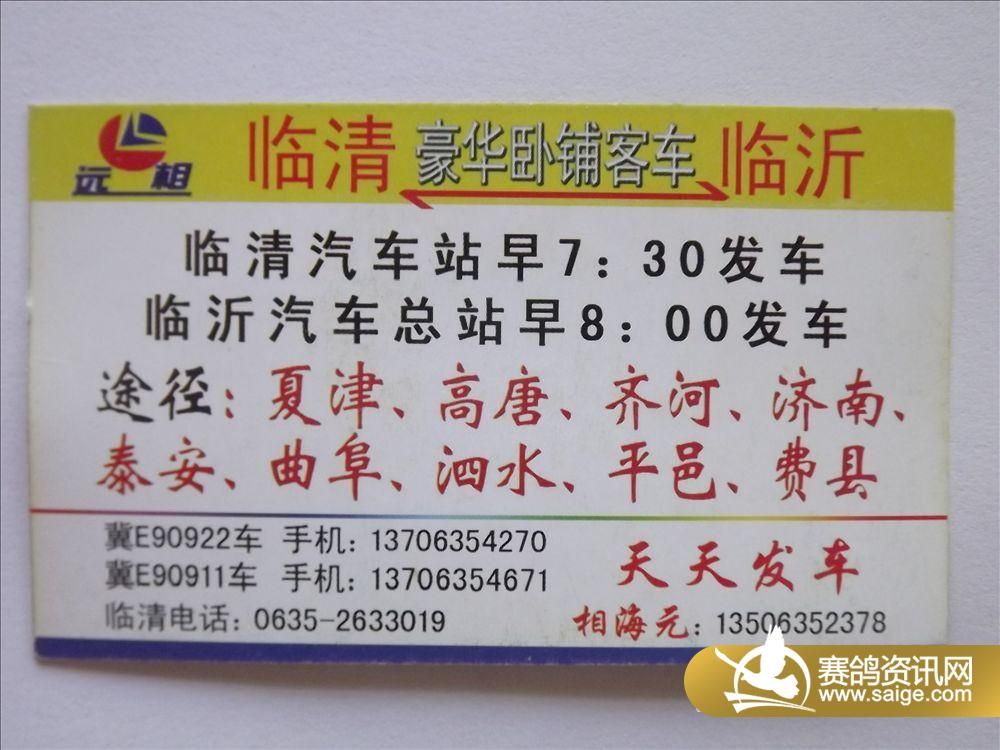 远相
临清 豪华卧铺客车 临沂
临清汽车站早7：30发车
临沂汽车总站早8：00发车
途径：夏津、高唐、齐河、济南、
泰安、曲阜、泗水、平邑、费县
冀E90922车 手机：13706354270
冀E90911车 手机：13706354671
临清电话：0635-2633019
天天发车
相海元：13506352378
赛鸽资讯网
www.saige.com